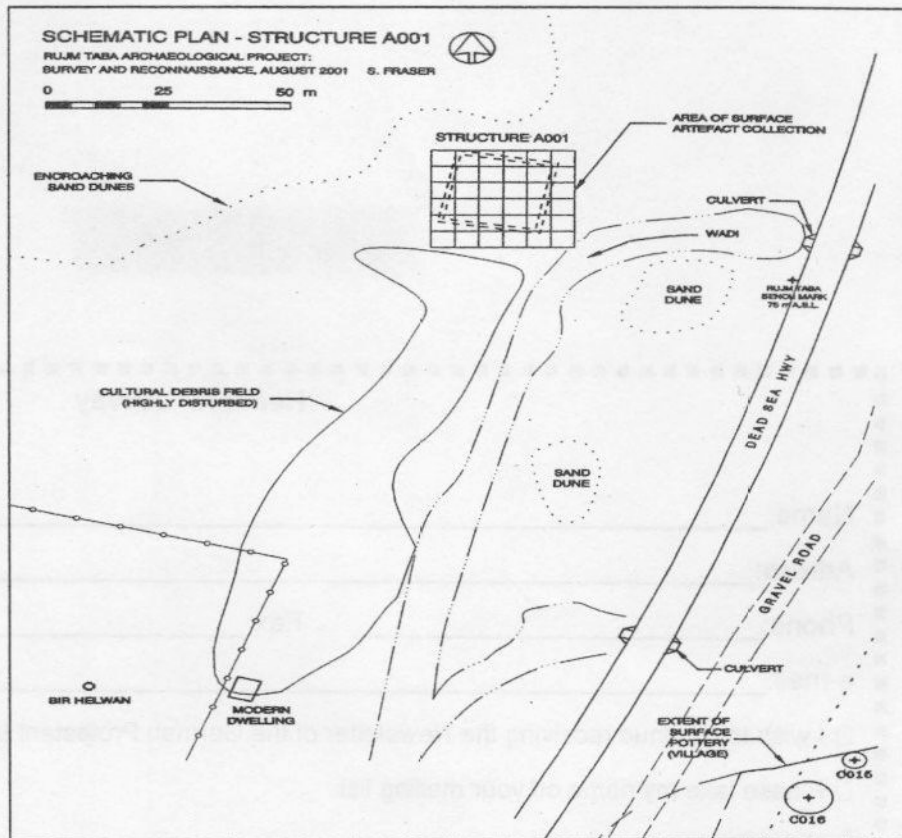 SCHEMATIC PLAN - STRUCTURE A001
RUJM TABA ARCHAEOLOGICAL PROJECT:
SURVEY AND RECONNAISSANCE, AUGUST 2001 S. FRASER
0 25 50 m
STRUCTURE A001
AREA OF SURFACE
ARTEFACT COLLECTION
ENCROACHING
SAND DUNES
CULVERT
WADI
SAND
DUNE
RUJM TABA
BENCH MARK
75 m A.S.L.
CULTURAL DEBRIS FIELD
(HIGHLY DISTURBED)
DEAD SEA HWY
SAND
DUNE
GRAVEL ROAD
CULVERT
BIR HELWAN
MODERN
DWELLING
EXTENT OF
SURFACE
POTTERY
(VILLAGE)
C016
C016